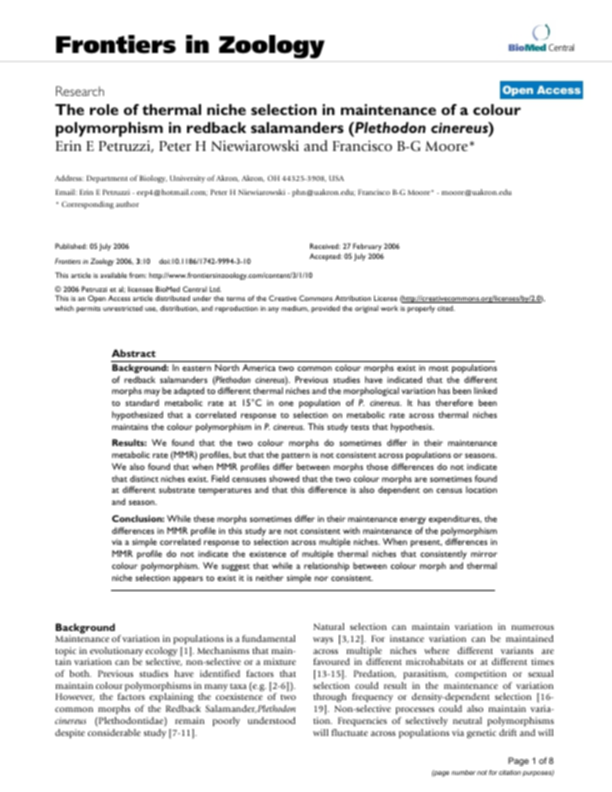 Frontiers in Zoology
BioMed Central
Research
Open Access
The role of thermal niche selection in maintenance of a colour
polymorphism in redback salamanders (Plethodon cinereus)
Erin E Petruzzi, Peter H Niewiarowski and Francisco B-G Moore*
Address: Department of Biology, University of Akron, Akron, OH 44325-3908, USA
Email: Erin E Petruzzi - eep4@hotmail.com; Peter H Niewiarowski - phn@uakron.edu; Francisco B-G Moore* - moore@uakron.edu
* Corresponding author
Published: 05 July 2006
Frontiers in Zoology 2006, 3:10 doi:10.1186/1742-9994-3-10
Received: 27 February 2006
Accepted: 05 July 2006
This article is available from: http://www.frontiersinzoology.com/content/3/1/10
© 2006 Petruzzi et al; licensee BioMed Central Ltd.
This is an Open Access article distributed under the terms of the Creative Commons Attribution License (http://creativecommons.org/licenses/by/2.0),
which permits unrestricted use, distribution, and reproduction in any medium, provided the original work is properly cited.
Abstract
Background: In eastern North America two common colour morphs exist in most populations
of redback salamanders (Plethodon cinereus). Previous studies have indicated that the different
morphs may be adapted to different thermal niches and the morphological variation has been linked
to standard metabolic rate at 15°C in one population of P. cinereus. It has therefore been
hypothesized that a correlated response to selection on metabolic rate across thermal niches
maintains the colour polymorphism in P. cinereus. This study tests that hypothesis.
Results: We found that the two colour morphs do sometimes differ in their maintenance
metabolic rate (MMR) profiles, but that the pattern is not consistent across populations or seasons.
We also found that when MMR profiles differ between morphs those differences do not indicate
that distinct niches exist. Field censuses showed that the two colour morphs are sometimes found
at different substrate temperatures and that this difference is also dependent on census location
and season.
Conclusion: While these morphs sometimes differ in their maintenance energy expenditures, the
differences in MMR profile in this study are not consistent with maintenance of the polymorphism
via a simple correlated response to selection across multiple niches. When present, differences in
MMR profile do not indicate the existence of multiple thermal niches that consistently mirror
colour polymorphism. We suggest that while a relationship between colour morph and thermal
niche selection appears to exist it is neither simple nor consistent.
Background
Maintenance of variation in populations is a fundamental
topic in evolutionary ecology [1]. Mechanisms that main-
tain variation can be selective, non-selective or a mixture
of both. Previous studies have identified factors that
maintain colour polymorphisms in many taxa (e.g. [2-6]).
However, the factors explaining the coexistence of two
common morphs of the Redback Salamander,Plethodon
cinereus (Plethodontidae) remain poorly understood
despite considerable study [7-11].
Natural selection can maintain variation in numerous
ways [3,12]. For instance variation can be maintained
across multiple niches where different variants are
favoured in different microhabitats or at different times
[13-15]. Predation, parasitism, competition or sexual
selection could result in the maintenance of variation
through frequency or density-dependent selection [16-
19]. Non-selective processes could also maintain varia-
tion. Frequencies of selectively neutral polymorphisms
will fluctuate across populations via genetic drift and will
Page 1 of 8
(page number not for citation purposes)